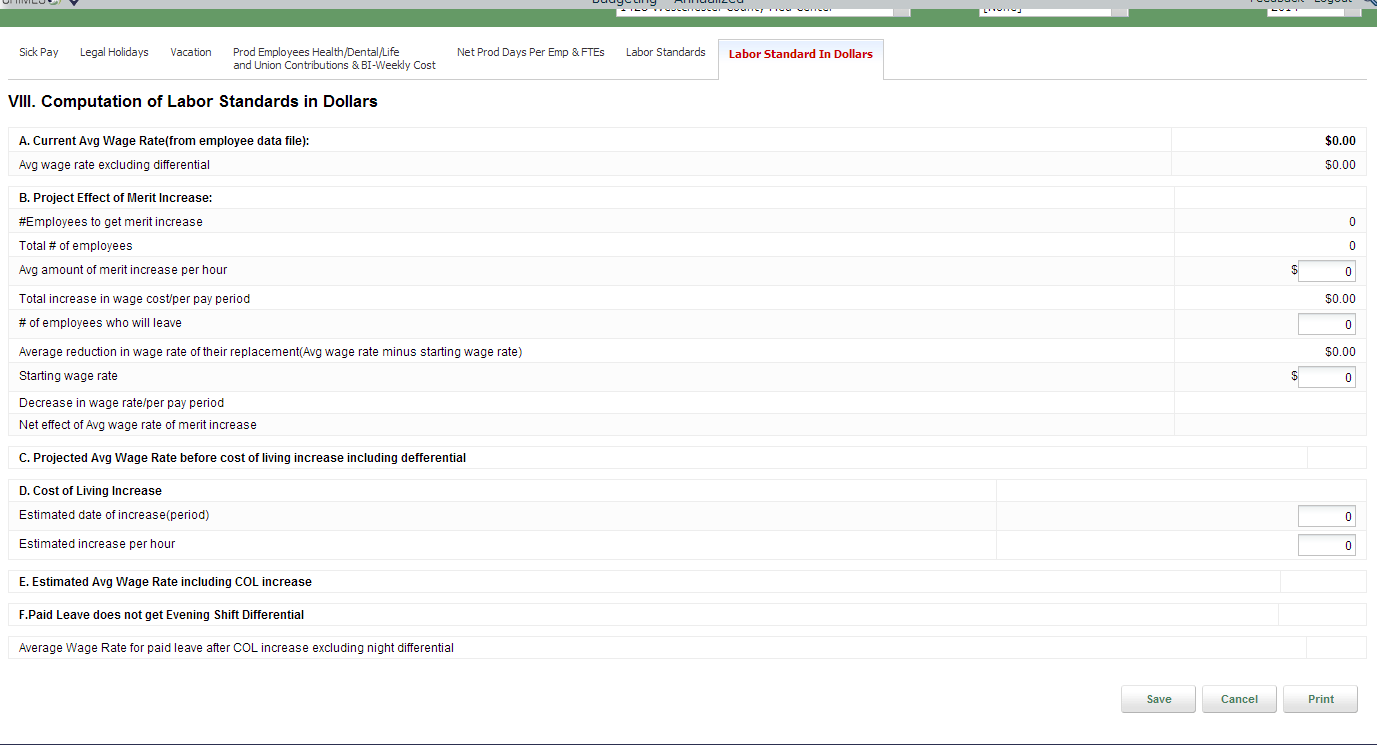 Budgeting - Annualized
Feedback Logout
Sick Pay
Legal Holidays
Vacation
Prod Employees Health/Dental/Life
and Union Contributions & BI-Weekly Cost
Net Prod Days Per Emp & FTEs
Labor Standards
Labor Standard In Dollars
VIII. Computation of Labor Standards in Dollars
A. Current Avg Wage Rate(from employee data file): $0.00
Avg wage rate excluding differential $0.00
B. Project Effect of Merit Increase:
#Employees to get merit increase 0
Total # of employees 0
Avg amount of merit increase per hour $ 0
Total increase in wage cost/per pay period $0.00
# of employees who will leave 0
Average reduction in wage rate of their replacement(Avg wage rate minus starting wage rate) $0.00
Starting wage rate $ 0
Decrease in wage rate/per pay period
Net effect of Avg wage rate of merit increase
C. Projected Avg Wage Rate before cost of living increase including defferential
D. Cost of Living Increase
Estimated date of increase(period) 0
Estimated increase per hour 0
E. Estimated Avg Wage Rate including COL increase
F.Paid Leave does not get Evening Shift Differential
Average Wage Rate for paid leave after COL increase excluding night differential
Save
Cancel
Print